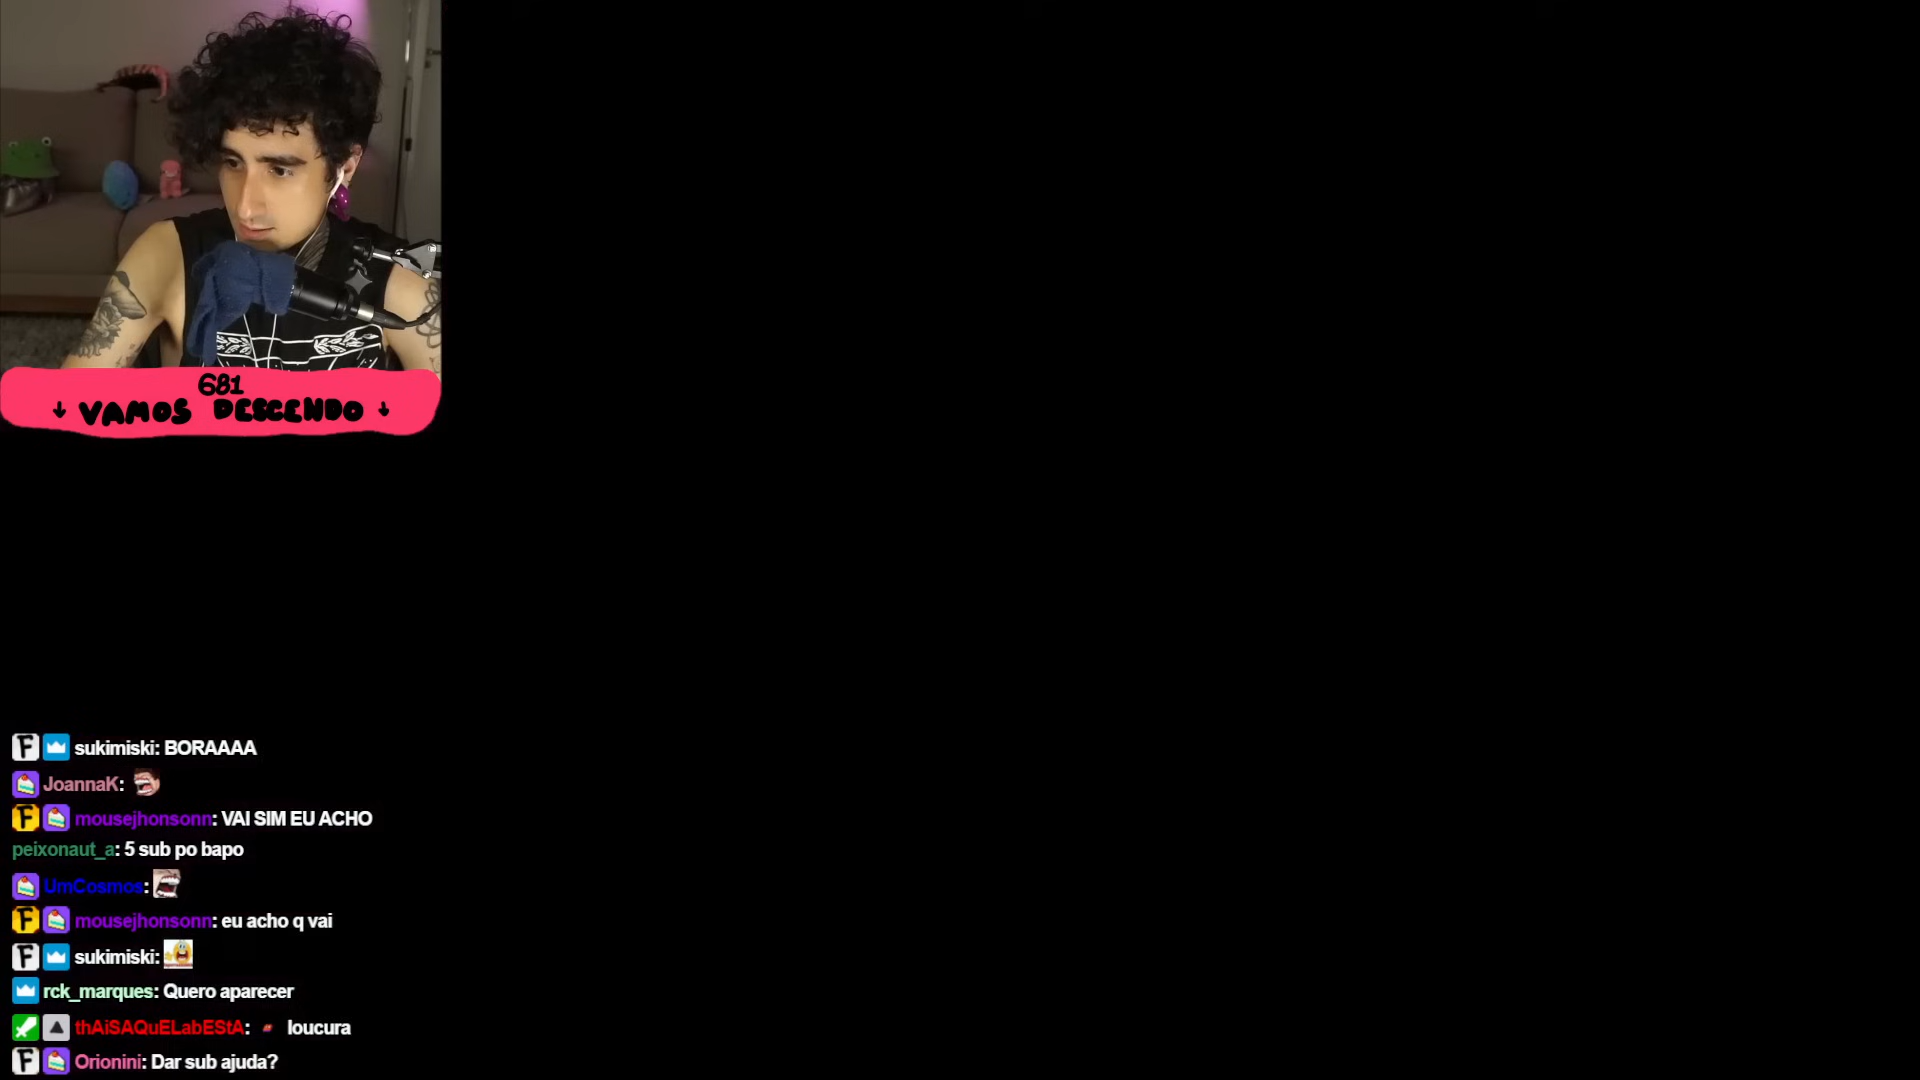 681
↓ VAMOS DESCENDO ↓
F sukimiski: BORAAAA
JoannaK:
F mousejhonsonn: VAI SIM EU ACHO
peixonaut_a: 5 sub po bapo
UmCosmos:
F mousejhonsonn: eu acho q vai
F sukimiski:
rck_marques: Quero aparecer
thAiSAQuELabEStA: loucura
F Orionini: Dar sub ajuda?